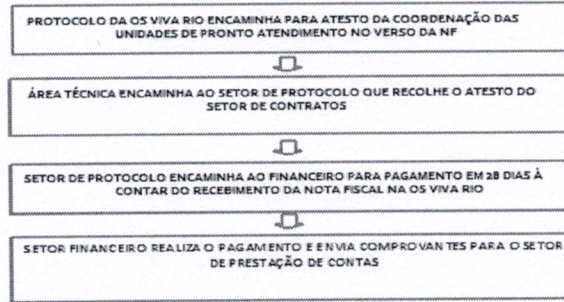 PROTOCOLO DA OS VIVA RIO ENCAMINHA PARA ATESTO DA COORDENAÇÃO DAS
UNIDADES DE PRONTO ATENDIMENTO NO VERSO DA NF
ÁREA TÉCNICA ENCAMINHA AO SETOR DE PROTOCOLO QUE RECOLHE O ATESTO DO
SETOR DE CONTRATOS
SETOR DE PROTOCOLO ENCAMINHA AO FINANCEIRO PARA PAGAMENTO EM 28 DIAS À
CONTAR DO RECEBIMENTO DA NOTA FISCAL NA OS VIVA RIO
SETOR FINANCEIRO REALIZA O PAGAMENTO E ENVIA COMPROVANTES PARA O SETOR
DE PRESTAÇÃO DE CONTAS